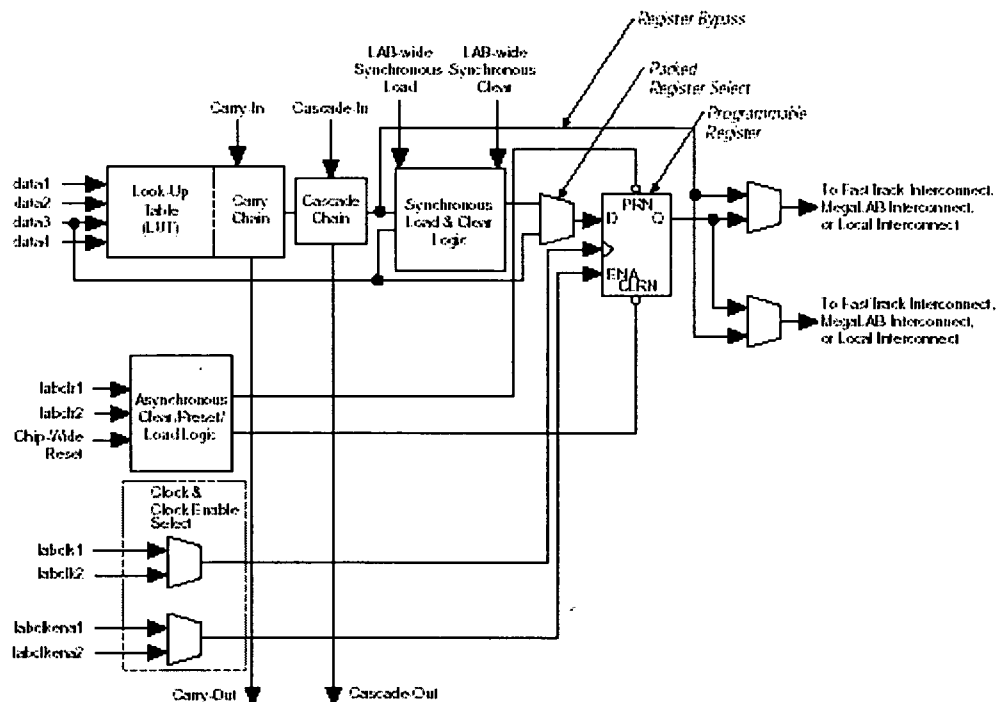 Register Bypass
LAB-wide
Synchronous
Load
LAB-wide
Synchronous
Clear
Packed
Register Select
Programmable
Register
Carry-In
Cascade-In
data1
data2
data3
data4
Look-Up
Table
(LUT)
Carry
Chain
Cascade
Chain
Synchronous
Load & Clear
Logic
PRN
D
Q
ENA
CLRN
To FastTrack Interconnect,
MegaLAB Interconnect,
or Local Interconnect
To FastTrack Interconnect,
MegaLAB Interconnect,
or Local Interconnect
labclr1
labclr2
Chip-Wide
Reset
Asynchronous
Clear/Preset/
Load Logic
Clock &
Clock Enable
Select
labclk1
labclk2
labclkena1
labclkena2
Carry-Out
Cascade-Out